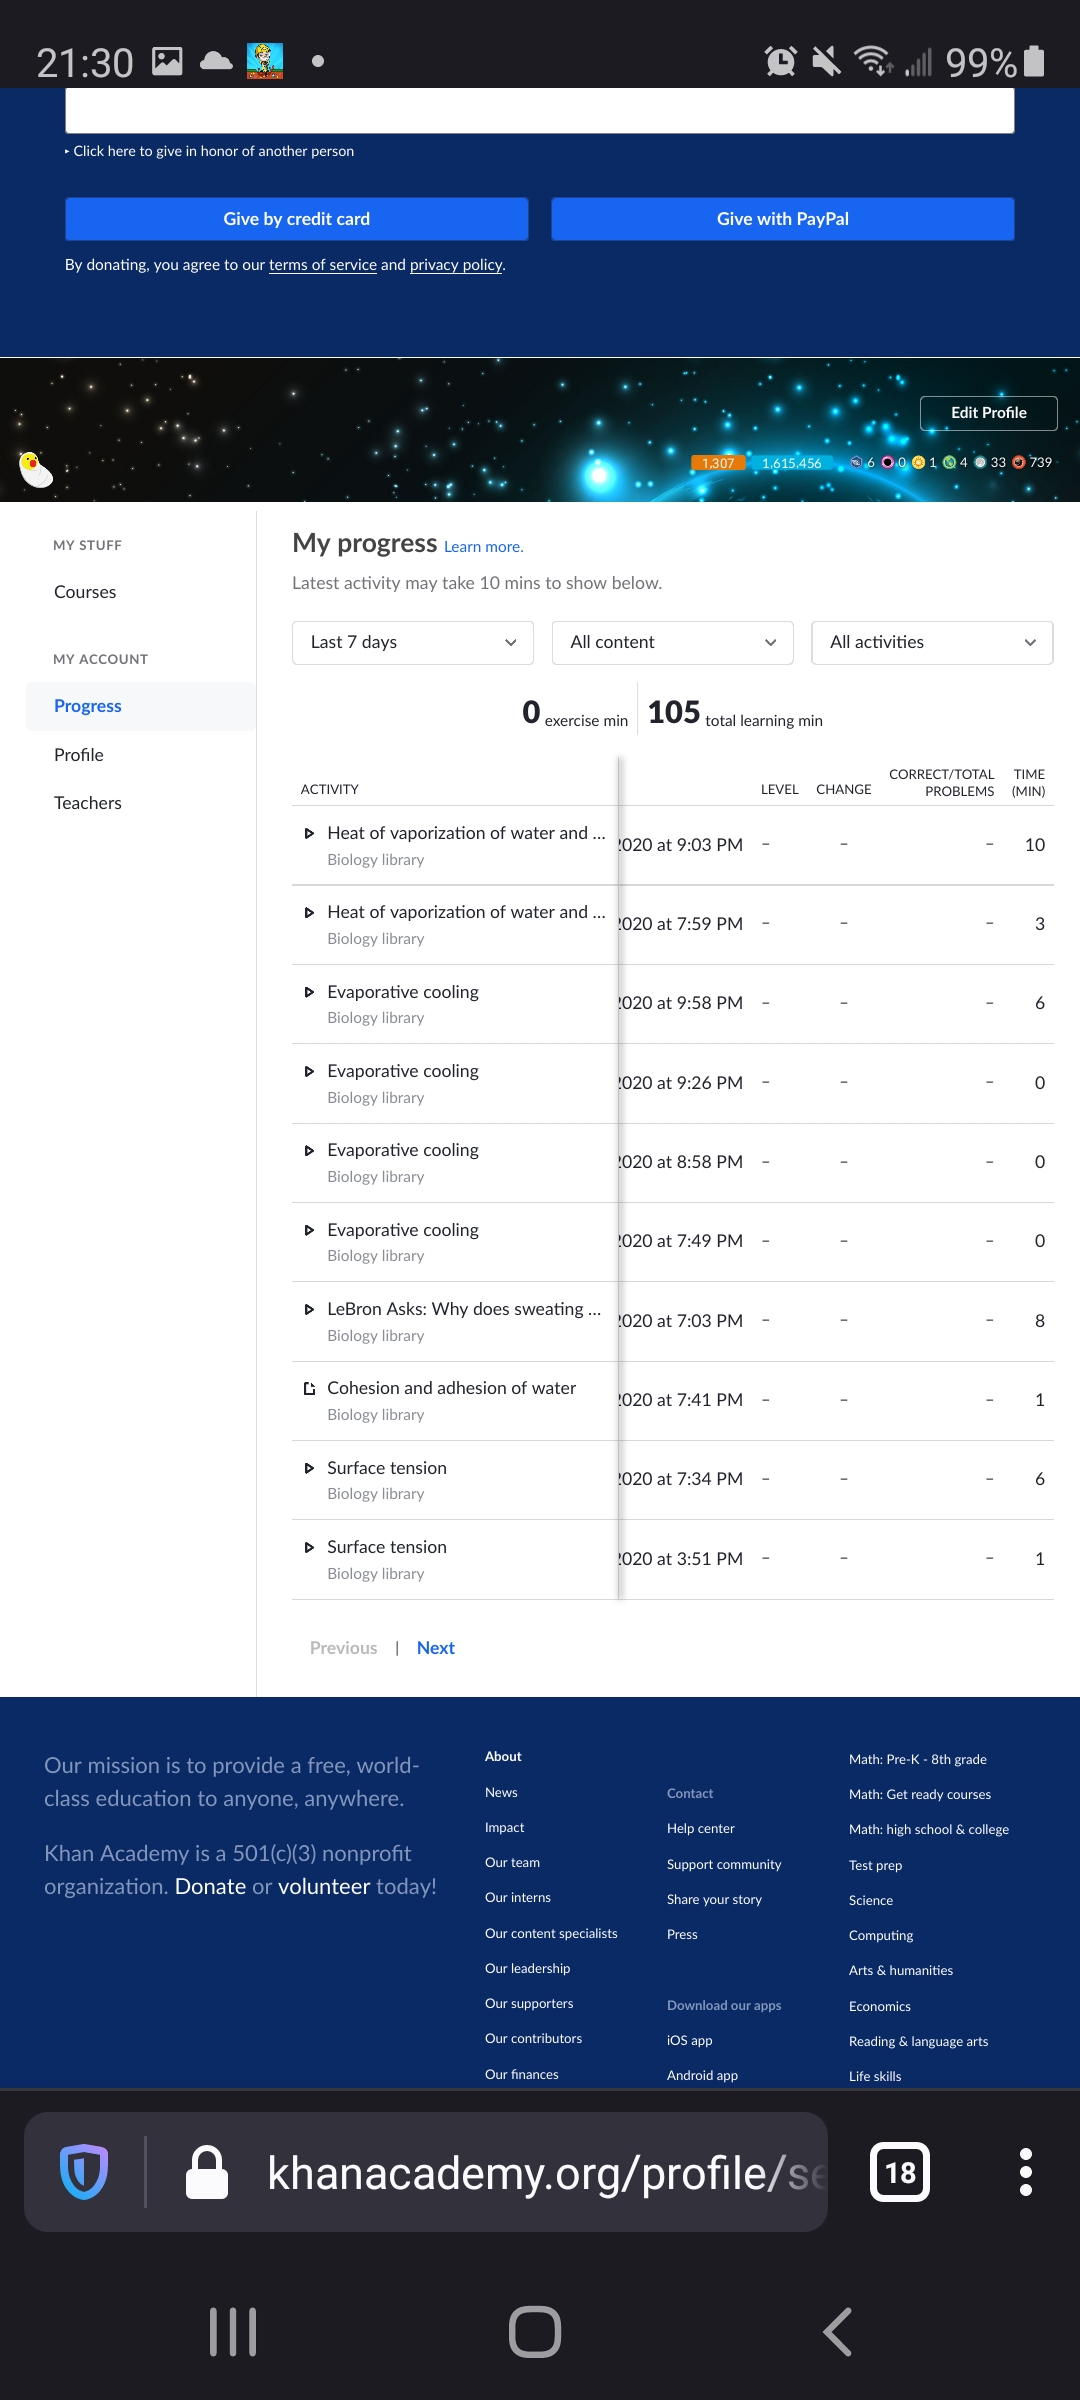 21:30 99%
‣ Click here to give in honor of another person
Give by credit card Give with PayPal
By donating, you agree to our terms of service and privacy policy.
Edit Profile
1,307 1,615,456 6 0 1 4 33 739
MY STUFF
Courses
MY ACCOUNT
Progress
Profile
Teachers
My progress Learn more.
Latest activity may take 10 mins to show below.
Last 7 days All content All activities
0 exercise min 105 total learning min
ACTIVITY LEVEL CHANGE CORRECT/TOTAL PROBLEMS TIME (MIN)
Heat of vaporization of water and ... 2020 at 9:03 PM – – – 10
Biology library
Heat of vaporization of water and ... 2020 at 7:59 PM – – – 3
Biology library
Evaporative cooling 2020 at 9:58 PM – – – 6
Biology library
Evaporative cooling 2020 at 9:26 PM – – – 0
Biology library
Evaporative cooling 2020 at 8:58 PM – – – 0
Biology library
Evaporative cooling 2020 at 7:49 PM – – – 0
Biology library
LeBron Asks: Why does sweating ... 2020 at 7:03 PM – – – 8
Biology library
Cohesion and adhesion of water 2020 at 7:41 PM – – – 1
Biology library
Surface tension 2020 at 7:34 PM – – – 6
Biology library
Surface tension 2020 at 3:51 PM – – – 1
Biology library
Previous | Next
Our mission is to provide a free, world-
class education to anyone, anywhere.
Khan Academy is a 501(c)(3) nonprofit
organization. Donate or volunteer today!
About
News
Impact
Our team
Our interns
Our content specialists
Our leadership
Our supporters
Our contributors
Our finances
Contact
Help center
Support community
Share your story
Press
Download our apps
iOS app
Android app
Math: Pre-K - 8th grade
Math: Get ready courses
Math: high school & college
Test prep
Science
Computing
Arts & humanities
Economics
Reading & language arts
Life skills
khanacademy.org/profile/se 18